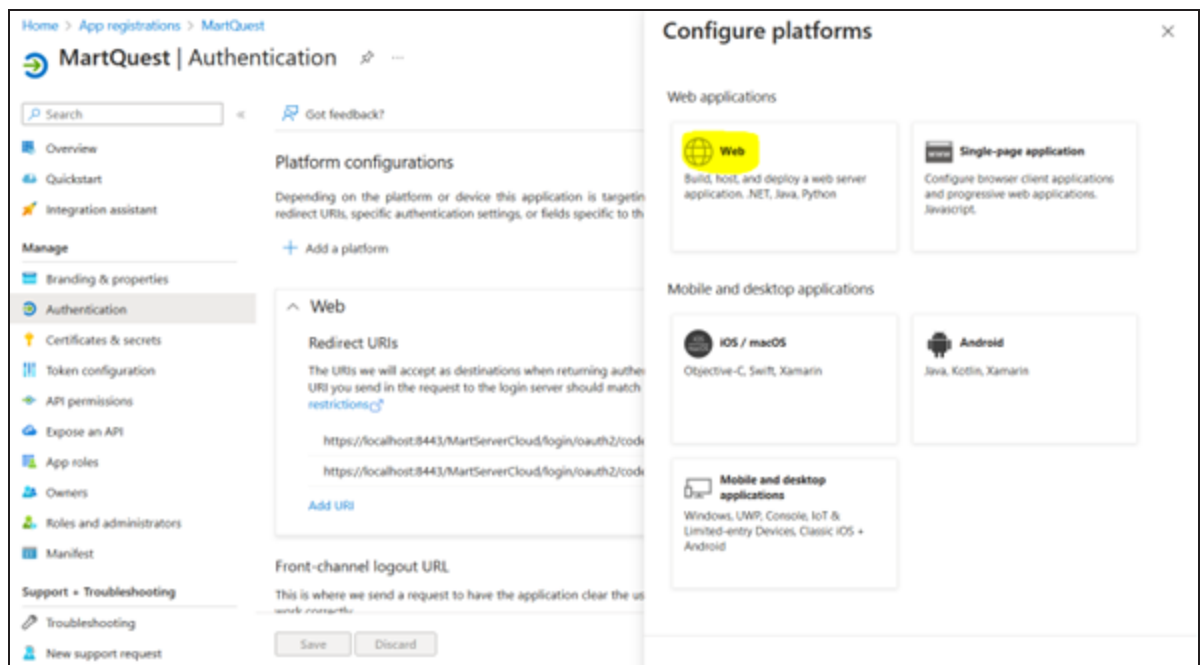 Home > App registrations > MartQuest
MartQuest | Authentication
Search
Got feedback?
Overview
Quickstart
Integration assistant
Manage
Branding & properties
Authentication
Certificates & secrets
Token configuration
API permissions
Expose an API
App roles
Owners
Roles and administrators
Manifest
Support + Troubleshooting
Troubleshooting
New support request
Platform configurations
Depending on the platform or device this application is targetin
redirect URIs, specific authentication settings, or fields specific to th
Add a platform
Web
Redirect URIs
The URIs we will accept as destinations when returning authe
URI you send in the request to the login server should match
restrictions
https://localhost:8443/MartServerCloud/login/oauth2/code
https://localhost:8443/MartServerCloud/login/oauth2/code
Add URI
Front-channel logout URL
This is where we send a request to have the application clear the us
work correctly
Save
Discard
Configure platforms
Web applications
Web
Build, host, and deploy a web server
application. .NET, Java, Python
Single-page application
Configure browser client applications
and progressive web applications.
Javascript.
Mobile and desktop applications
iOS / macOS
Objective-C, Swift, Xamarin
Android
Java, Kotlin, Xamarin
Mobile and desktop
applications
Windows, UWP, Console, IoT &
Limited-entry Devices, Classic iOS +
Android